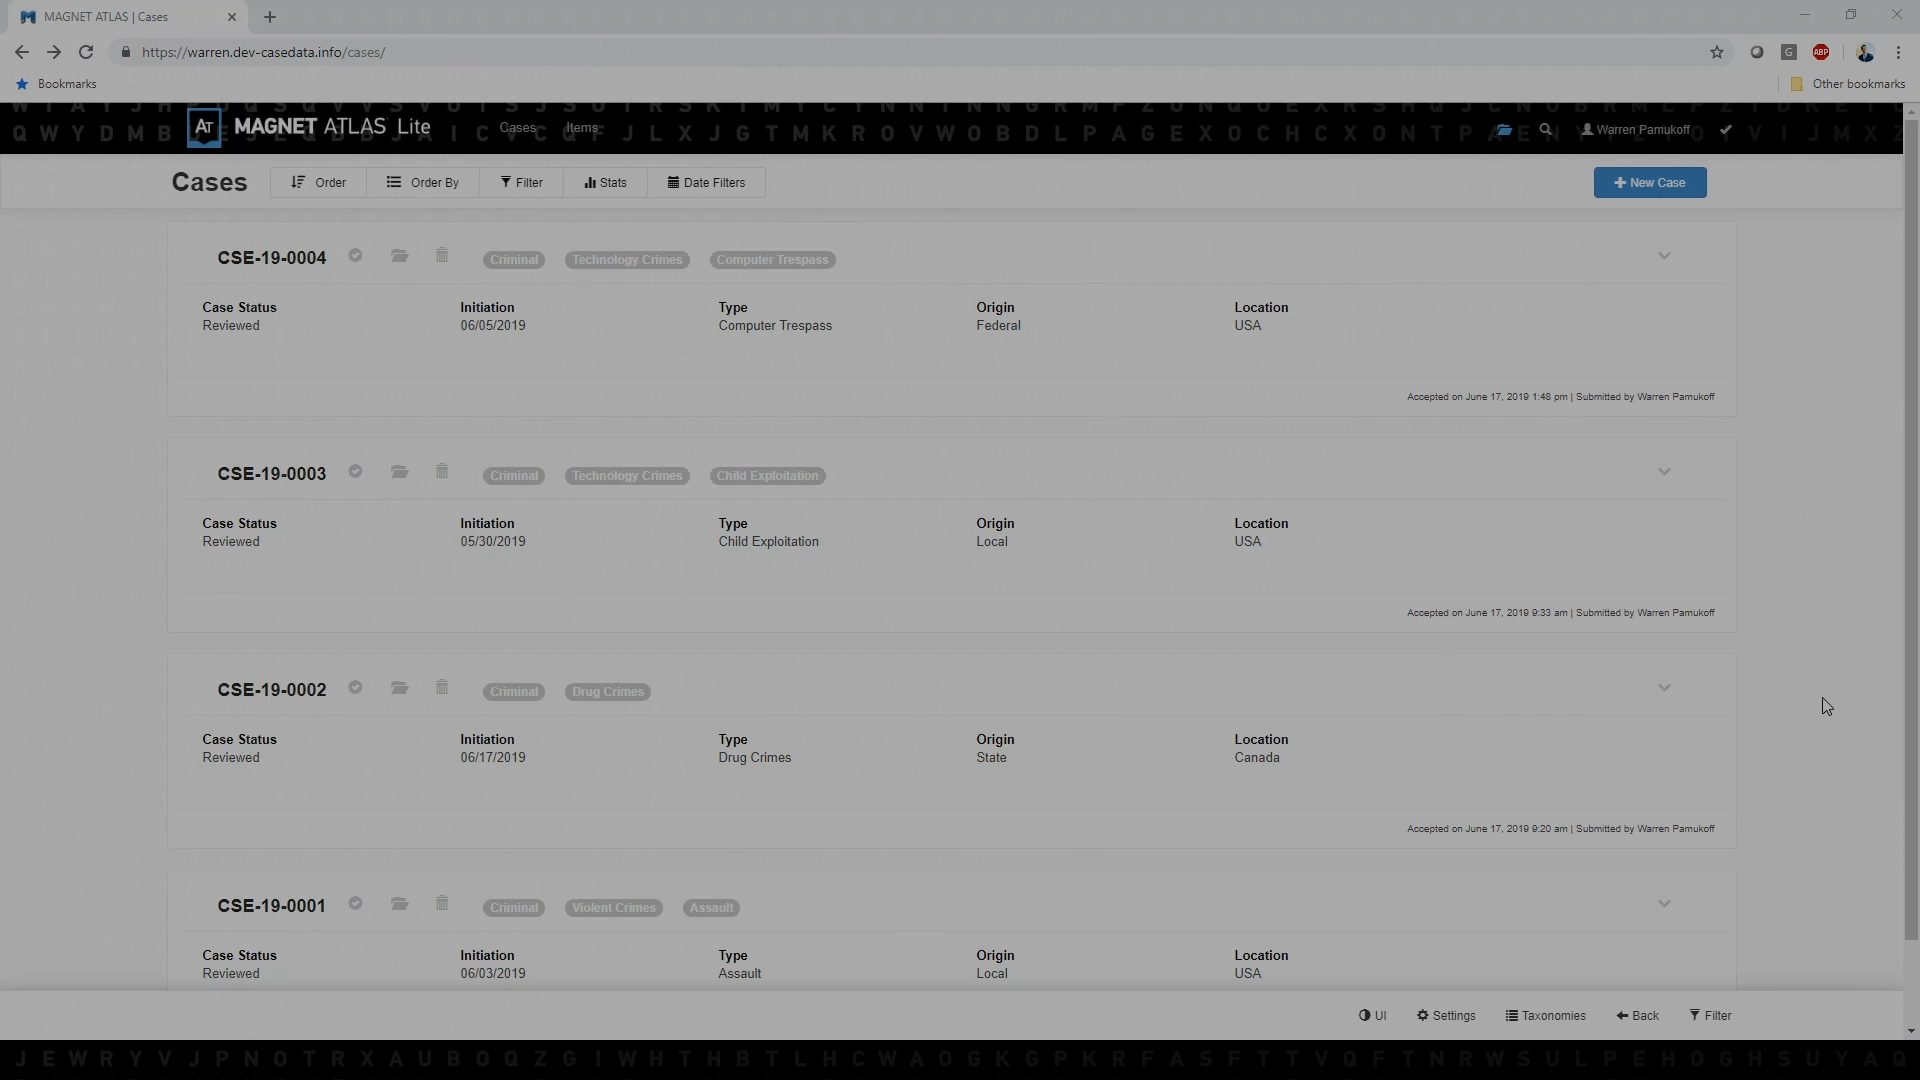 MAGNET ATLAS | Cases
https://warren.dev-casedata.info/cases/
G
ABP
Bookmarks
Other bookmarks
AT MAGNET ATLAS Lite
Cases
Items
Warren Pamukoff
Cases
Order
Order By
Filter
Stats
Date Filters
New Case
CSE-19-0004
Criminal
Technology Crimes
Computer Trespass
Case Status
Initiation
Type
Origin
Location
Reviewed
06/05/2019
Computer Trespass
Federal
USA
Accepted on June 17, 2019 1:48 pm | Submitted by Warren Pamukoff
CSE-19-0003
Criminal
Technology Crimes
Child Exploitation
Case Status
Initiation
Type
Origin
Location
Reviewed
05/30/2019
Child Exploitation
Local
USA
Accepted on June 17, 2019 9:33 am | Submitted by Warren Pamukoff
CSE-19-0002
Criminal
Drug Crimes
Case Status
Initiation
Type
Origin
Location
Reviewed
06/17/2019
Drug Crimes
State
Canada
Accepted on June 17, 2019 9:20 am | Submitted by Warren Pamukoff
CSE-19-0001
Criminal
Violent Crimes
Assault
Case Status
Initiation
Type
Origin
Location
Reviewed
06/03/2019
Assault
Local
USA
UI
Settings
Taxonomies
Back
Filter
J E W R Y V J P N O T R X A U B O Q Z G I W H T H B T L H C W A O G K G P K R F A S F T T V Q F T N R W S U L P E H O G H S U Y A Q